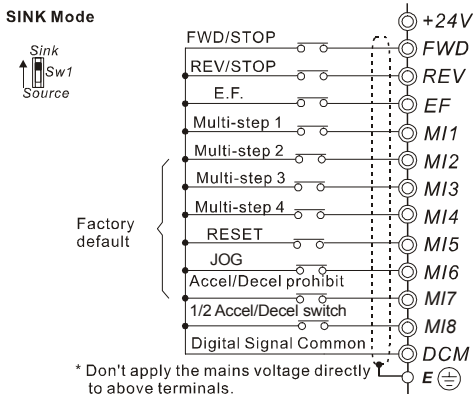 SINK Mode
Sink
Sw1
Source
+24V
FWD/STOP
FWD
REV/STOP
REV
E.F.
EF
Multi-step 1
MI1
Multi-step 2
MI2
Multi-step 3
MI3
Multi-step 4
MI4
Factory
default
RESET
MI5
JOG
MI6
Accel/Decel prohibit
MI7
1/2 Accel/Decel switch
MI8
Digital Signal Common
DCM
* Don't apply the mains voltage directly
to above terminals.
E